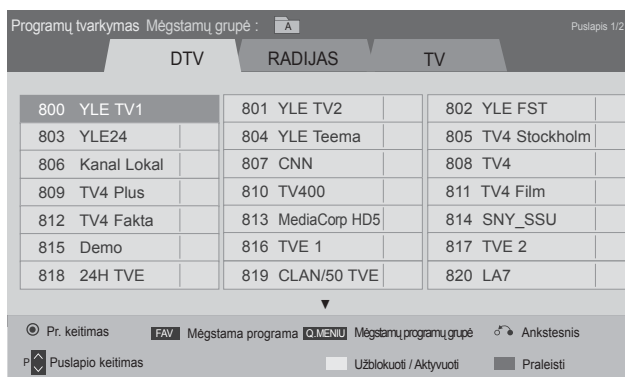 Programų tvarkymas Mėgstamų grupė : A Puslapis 1/2
DTV RADIJAS TV
800 YLE TV1 801 YLE TV2 802 YLE FST
803 YLE24 804 YLE Teema 805 TV4 Stockholm
806 Kanal Lokal 807 CNN 808 TV4
809 TV4 Plus 810 TV400 811 TV4 Film
812 TV4 Fakta 813 MediaCorp HD5 814 SNY_SSU
815 Demo 816 TVE 1 817 TVE 2
818 24H TVE 819 CLAN/50 TVE 820 LA7
Pr. keitimas FAV Mėgstama programa Q.MENIU Mėgstamų programų grupė Ankstesnis
P Puslapio keitimas Užblokuoti / Aktyvuoti Praleisti